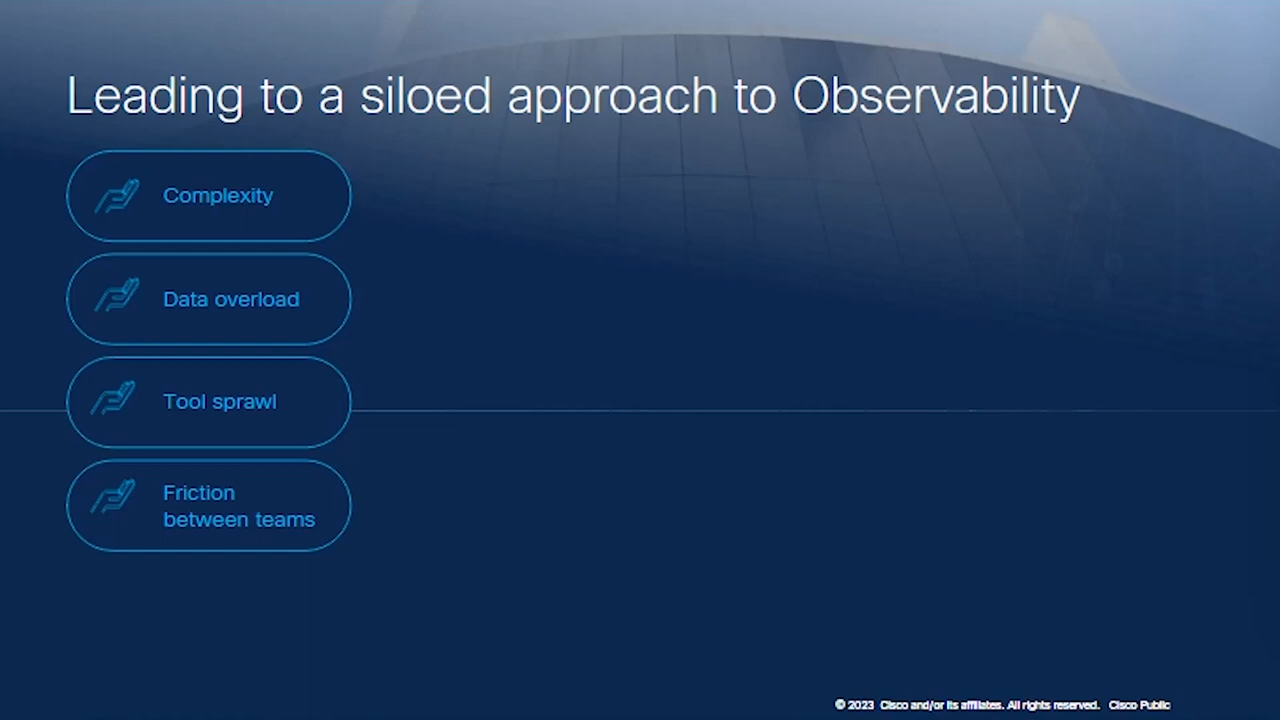 Leading to a siloed approach to Observability
Complexity
Data overload
Tool sprawl
Friction
between teams
© 2023 Cisco and/or its affiliates. All rights reserved. Cisco Public